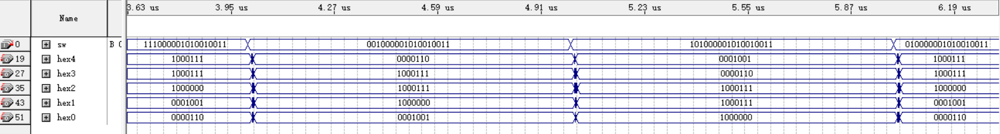 3.63 us 3.95 us 4.27 us 4.59 us 4.91 us 5.23 us 5.55 us 5.87 us 6.19 us
Name
0 sw B 0 111000001010010011 001000001010010011 101000001010010011 010000001010010011
19 hex4 1000111 0000110 0001001 1000111
27 hex3 1000111 1000111 0000110 1000111
35 hex2 1000000 1000111 1000111 1000000
43 hex1 0001001 1000000 1000111 0001001
51 hex0 0000110 0001001 1000000 0000110